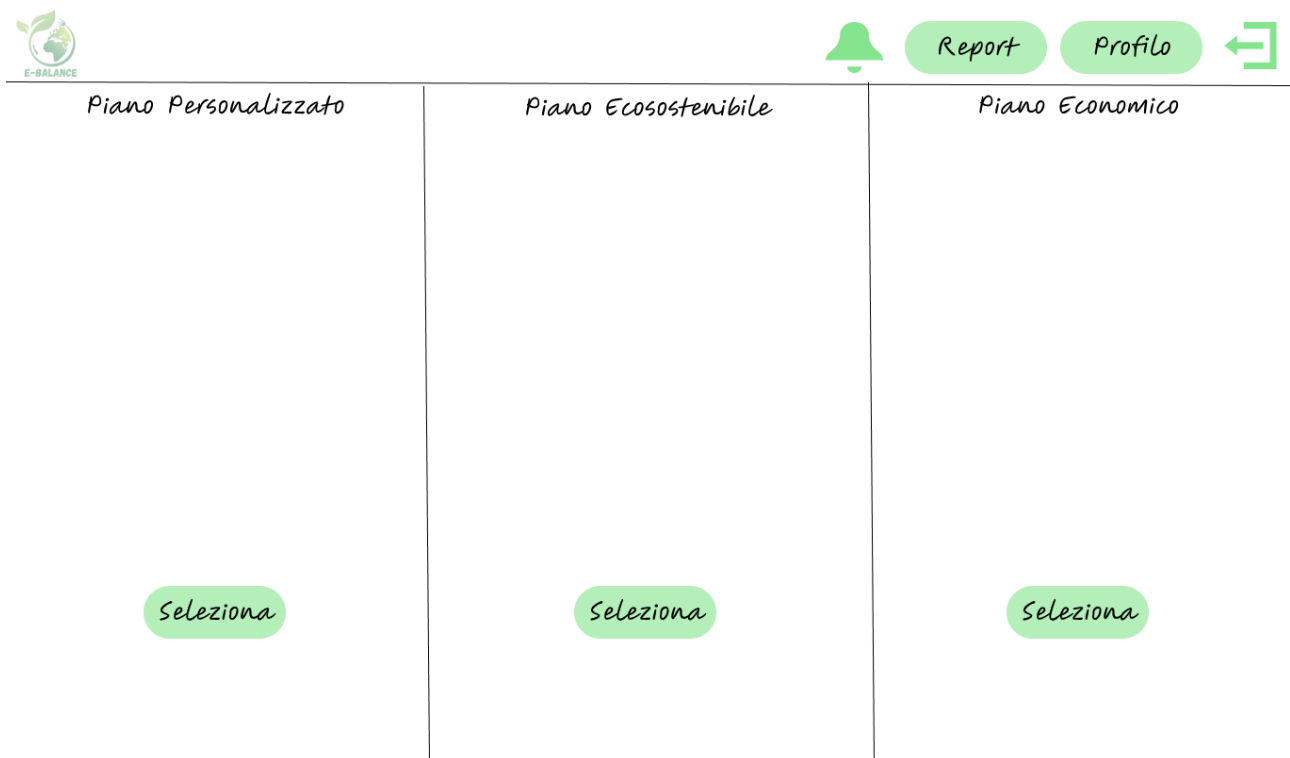 E-BALANCE
Report
Profilo
Piano Personalizzato
Piano Ecosostenibile
Piano Economico
Seleziona
Seleziona
Seleziona